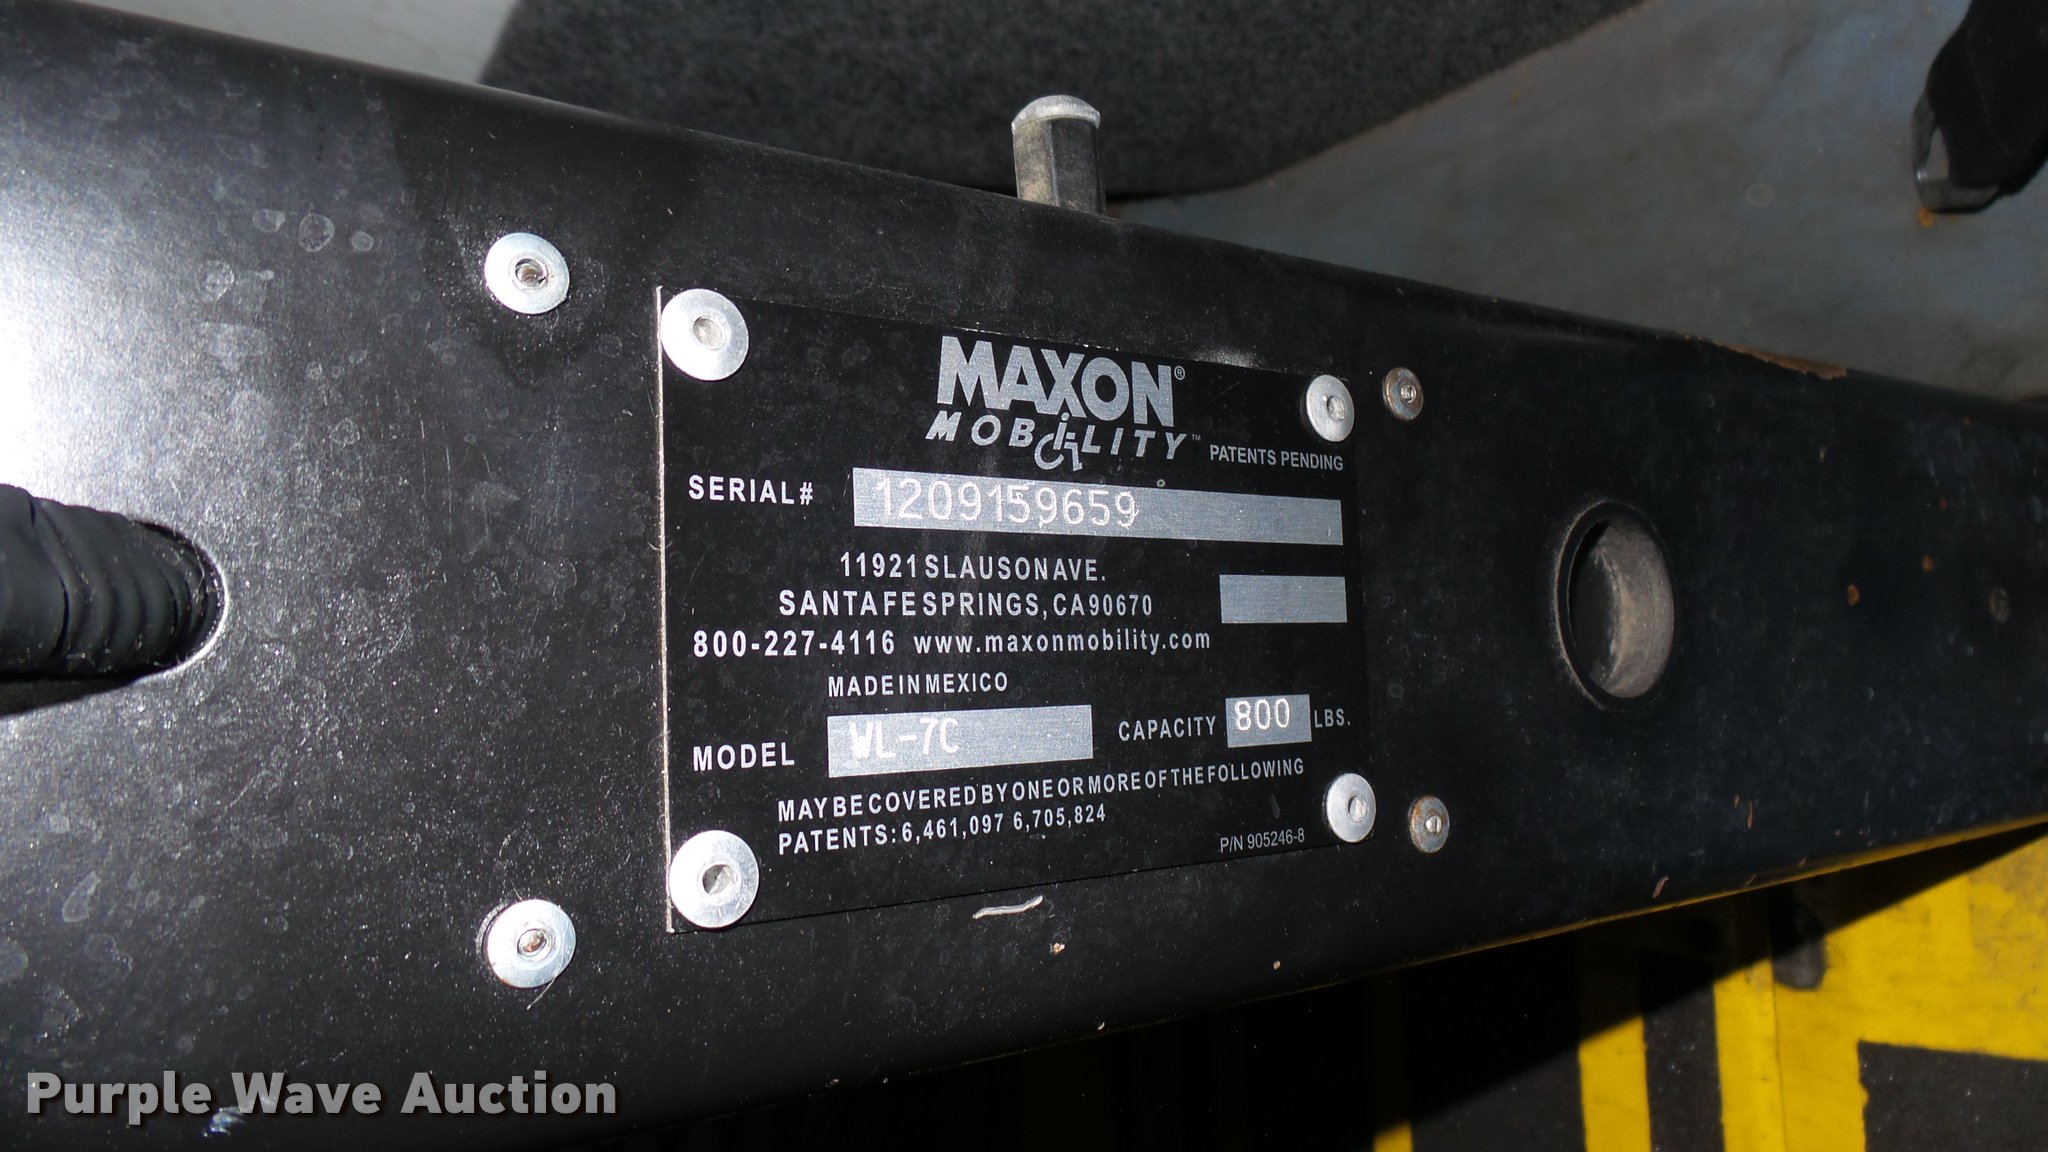 MAXON®
MOBILITY™
PATENTS PENDING
SERIAL# 1209159659
11921 SLAUSON AVE.
SANTA FE SPRINGS, CA 90670
800-227-4116 www.maxonmobility.com
MADE IN MEXICO
MODEL WL-7C CAPACITY 800 LBS.
MAY BE COVERED BY ONE OR MORE OF THE FOLLOWING
PATENTS: 6,461,097 6,705,824
P/N 905246-8
Purple Wave Auction